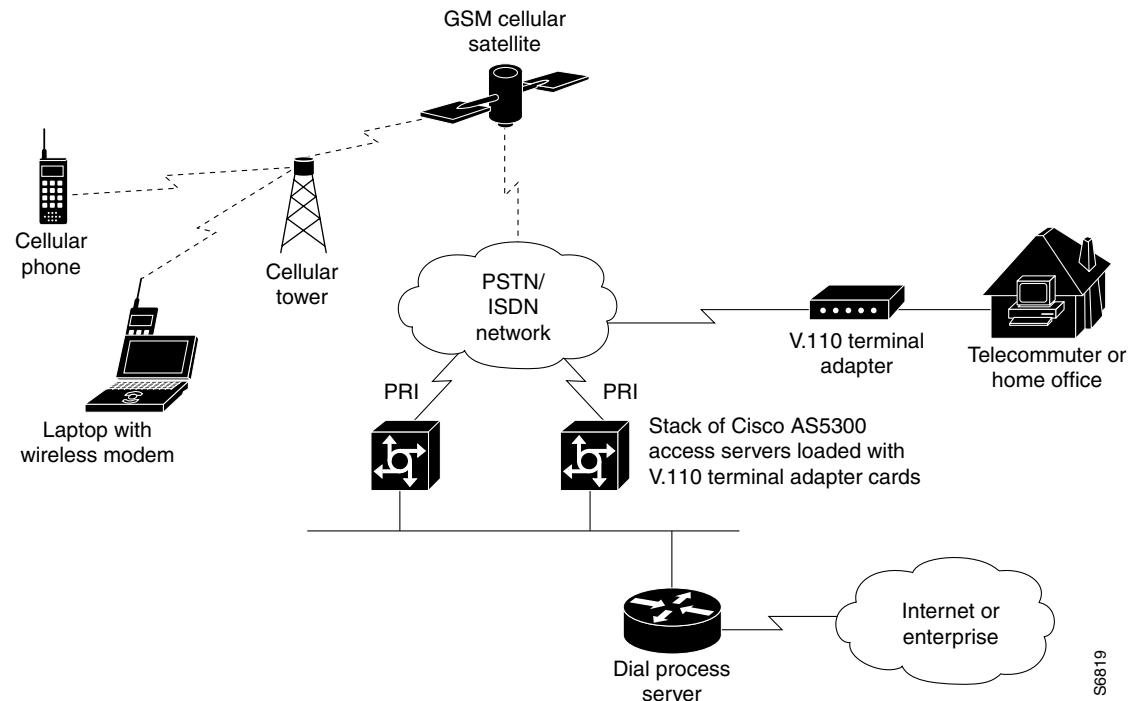 GSM cellular
satellite
Cellular
phone
Cellular
tower
PSTN/
ISDN
network
V.110 terminal
adapter
Telecommuter or
home office
Laptop with
wireless modem
PRI
PRI
Stack of Cisco AS5300
access servers loaded with
V.110 terminal adapter cards
Internet or
enterprise
Dial process
server
S6819